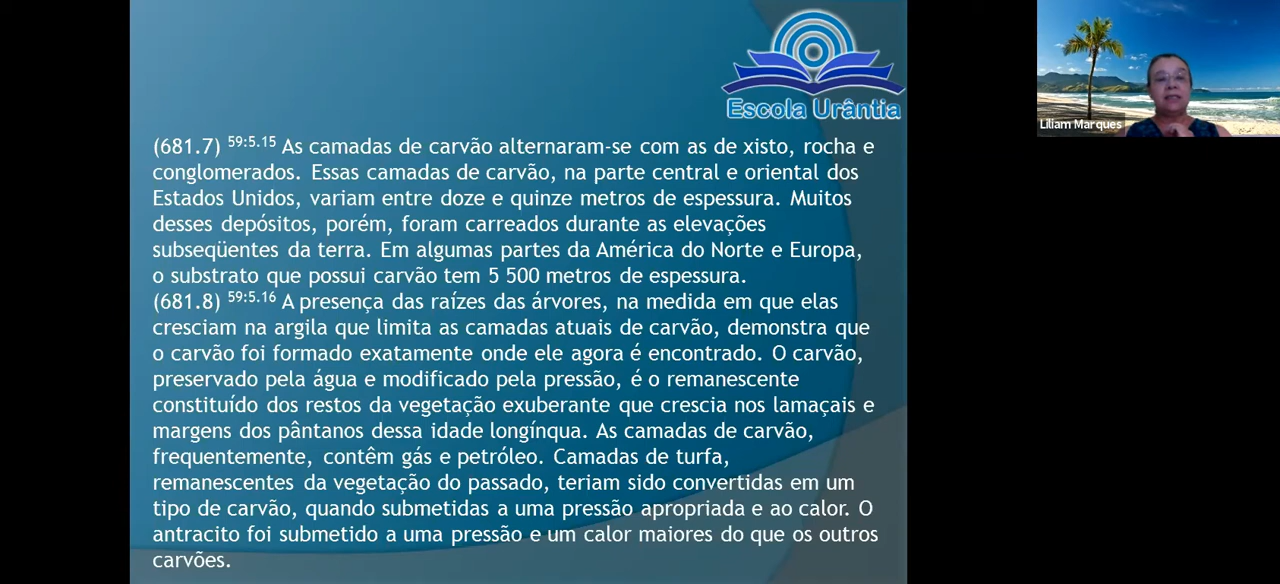 Escola Urântia
Liliam Marques
(681.7) 59:5.15 As camadas de carvão alternaram-se com as de xisto, rocha e
conglomerados. Essas camadas de carvão, na parte central e oriental dos
Estados Unidos, variam entre doze e quinze metros de espessura. Muitos
desses depósitos, porém, foram carreados durante as elevações
subseqüentes da terra. Em algumas partes da América do Norte e Europa,
o substrato que possui carvão tem 5 500 metros de espessura.
(681.8) 59:5.16 A presença das raízes das árvores, na medida em que elas
cresciam na argila que limita as camadas atuais de carvão, demonstra que
o carvão foi formado exatamente onde ele agora é encontrado. O carvão,
preservado pela água e modificado pela pressão, é o remanescente
constituído dos restos da vegetação exuberante que crescia nos lamaçais e
margens dos pântanos dessa idade longínqua. As camadas de carvão,
frequentemente, contêm gás e petróleo. Camadas de turfa,
remanescentes da vegetação do passado, teriam sido convertidas em um
tipo de carvão, quando submetidas a uma pressão apropriada e ao calor. O
antracito foi submetido a uma pressão e um calor maiores do que os outros
carvões.